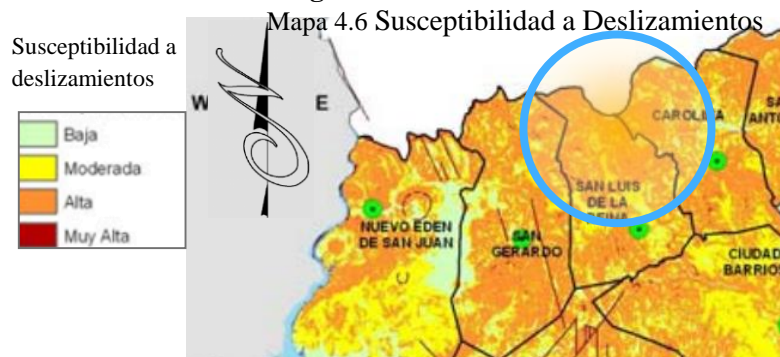 Mapa 4.6 Susceptibilidad a Deslizamientos
Susceptibilidad a
deslizamientos
Baja
Moderada
Alta
Muy Alta
W
E
NUEVO EDEN
DE SAN JUAN
SAN
GERARDO
SAN LUIS
DE LA
REINA
CAROLINA
CIUDAD